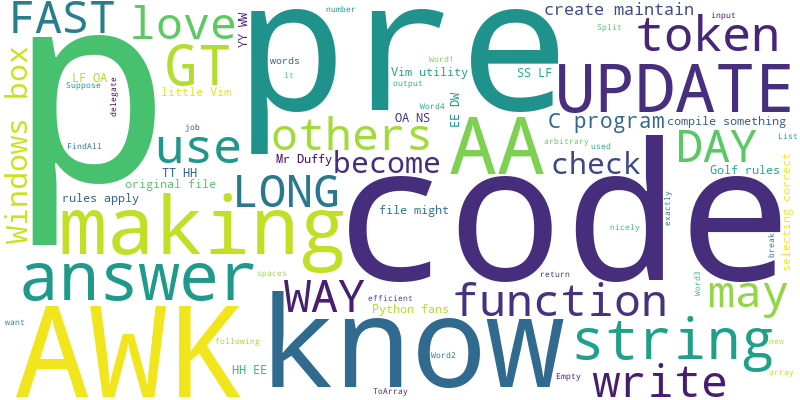 FAST
love
p
pre
number
create maintain
token
input
YY WW
Split
GT
words
lt
LF OA
Suppose
delegate
little Vim
Vim utility
Word1
SS LF
output
UPDATE
Windows box
Word4
EE DW
C program
compile something
OA NS
others
AA
use
FindAll
job
arbitrary
used
List
DAY
Mr Duffy
become
check
TT HH
Golf rules
original file
rules apply
LONG
file might
code
exactly
selecting correct
making
nicely
break
answer
spaces
WAY
efficient
return
Word3
may
function
Python fans
AWK
know
want
following
string
Word2
HH EE
ToArray
Empty
write
new
array